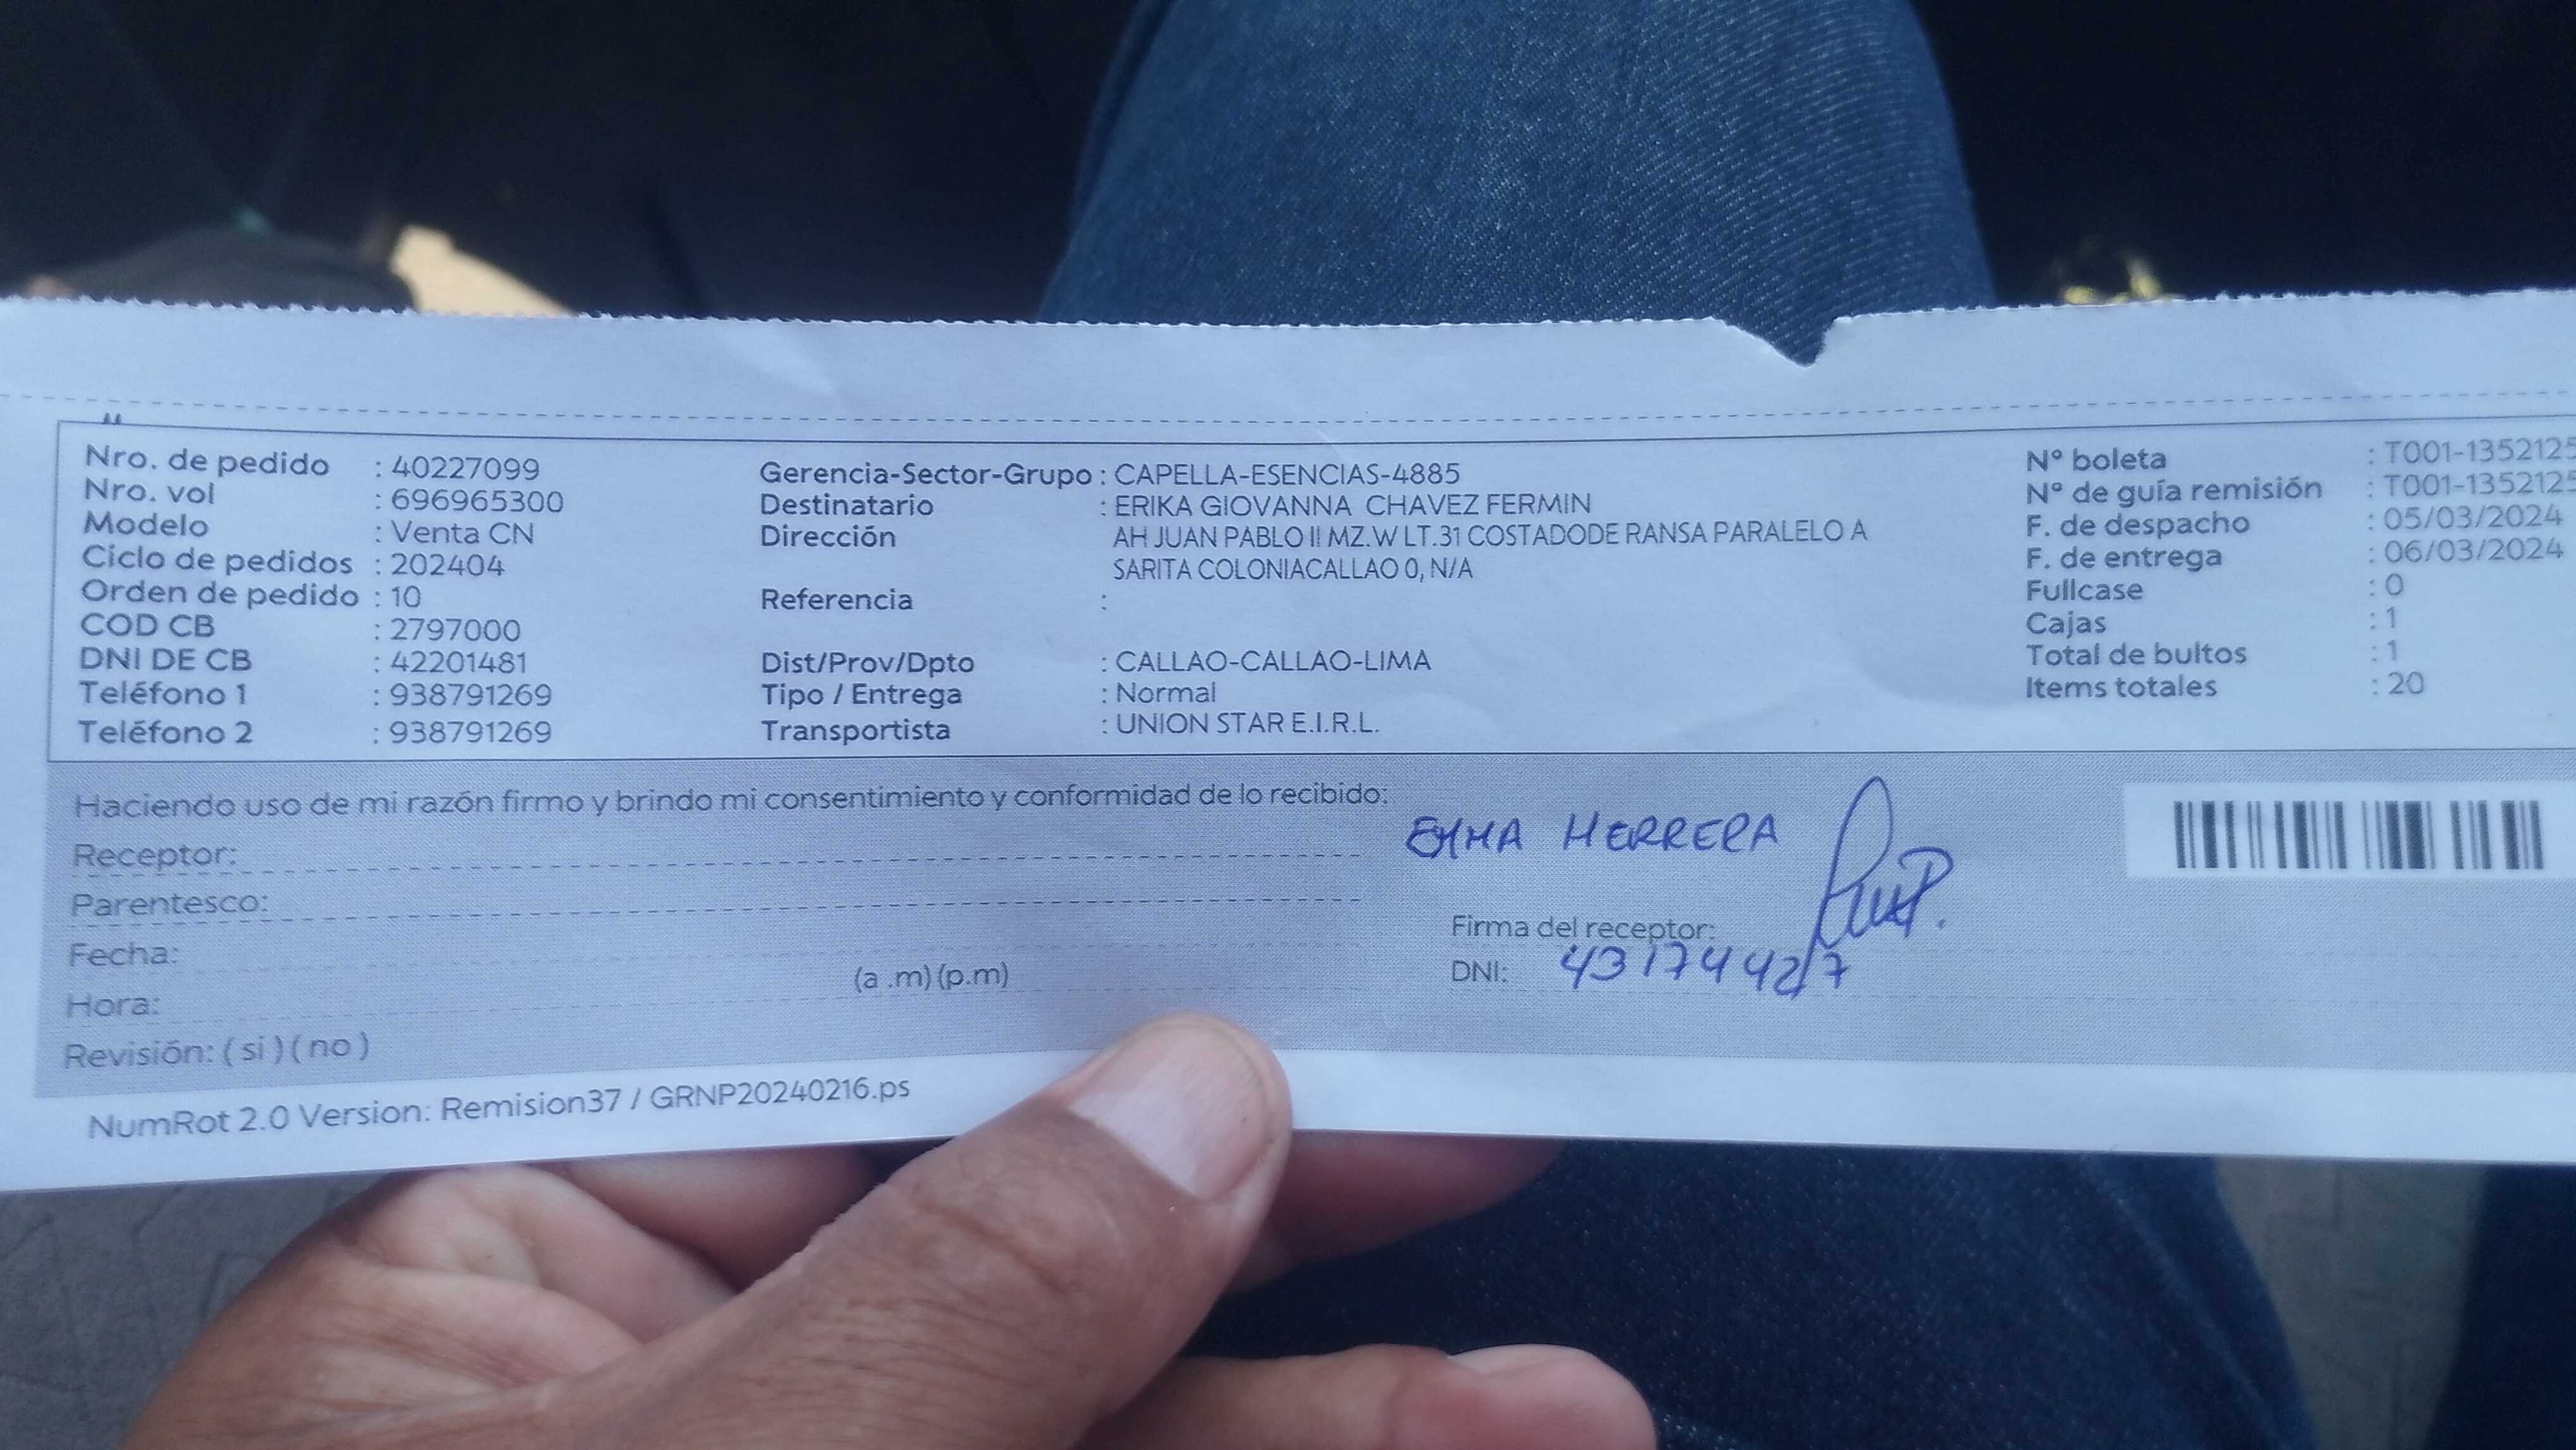 Nro. de pedido : 40227099
Nro. vol : 696965300
Modelo : Venta CN
Ciclo de pedidos : 202404
Orden de pedido : 10
COD CB : 2797000
DNI DE CB : 42201481
Teléfono 1 : 938791269
Teléfono 2 : 938791269
Gerencia-Sector-Grupo : CAPELLA-ESENCIAS-4885
Destinatario : ERIKA GIOVANNA CHAVEZ FERMIN
Dirección : AH JUAN PABLO II MZ.W LT.31 COSTADODE RANSA PARALELO A
SARITA COLONIACALLAO 0, N/A
Referencia :
Dist/Prov/Dpto : CALLAO-CALLAO-LIMA
Tipo / Entrega : Normal
Transportista : UNION STAR E.I.R.L.
N° boleta : T001-1352125
N° de guía remisión : T001-1352125
F. de despacho : 05/03/2024
F. de entrega : 06/03/2024
Fullcase : 0
Cajas : 1
Total de bultos : 1
Items totales : 20
Haciendo uso de mi razón firmo y brindo mi consentimiento y conformidad de lo recibido:
EMMA HERRERA
Receptor:
Parentesco:
Fecha:
Hora: (a .m) (p.m)
Revisión: ( si ) ( no )
Firma del receptor:
DNI: 43174427
NumRot 2.0 Version: Remision37 / GRNP20240216.ps